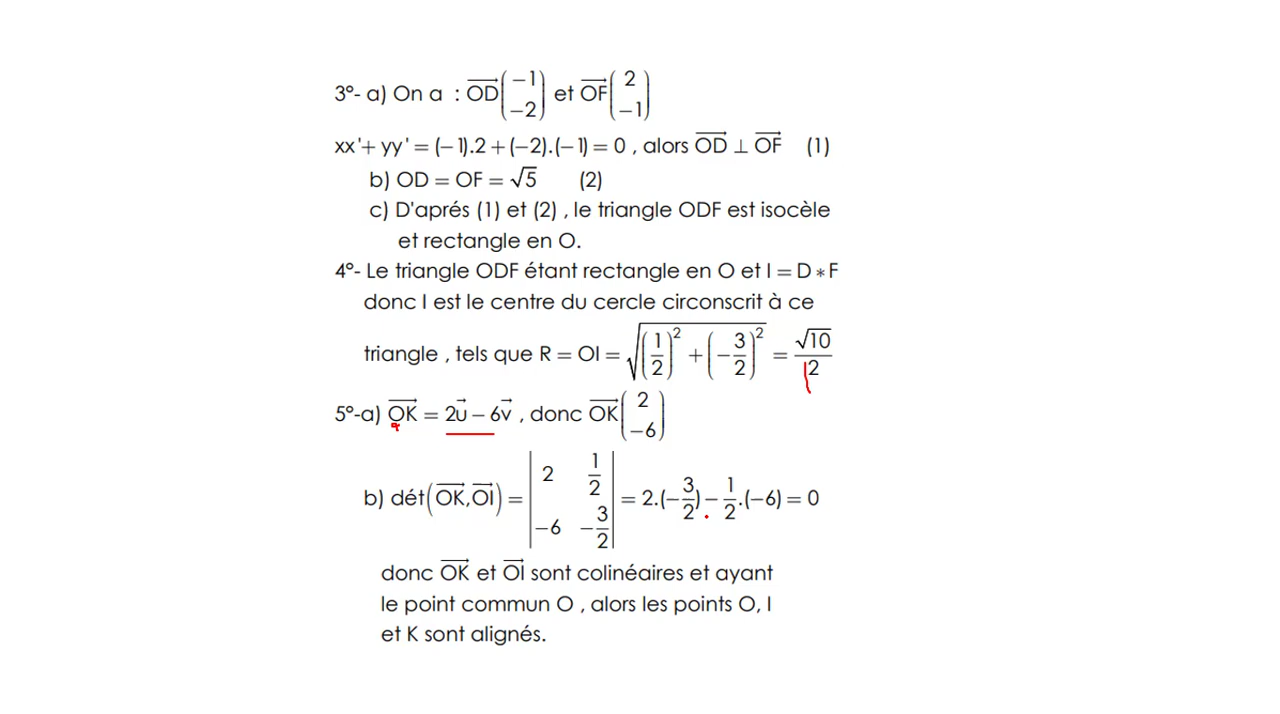 3°- a) On a : $\overrightarrow{OD}\begin{pmatrix}-1\\-2\end{pmatrix}$ et $\overrightarrow{OF}\begin{pmatrix}2\\-1\end{pmatrix}$
xx'+ yy' = (−1).2 + (−2).(−1) = 0 , alors $\overrightarrow{OD} \perp \overrightarrow{OF}$ (1)
b) OD = OF = √5 (2)
c) D'aprés (1) et (2) , le triangle ODF est isocèle
et rectangle en O.
4°- Le triangle ODF étant rectangle en O et I = D ∗ F
donc I est le centre du cercle circonscrit à ce
triangle , tels que R = OI = $\sqrt{\left(\frac{1}{2}\right)^2 + \left(-\frac{3}{2}\right)^2} = \frac{\sqrt{10}}{2}$
5°-a) $\overrightarrow{OK} = 2\vec{u} - 6\vec{v}$ , donc $\overrightarrow{OK}\begin{pmatrix}2\\-6\end{pmatrix}$
b) dét$\left(\overrightarrow{OK},\overrightarrow{OI}\right) = \begin{vmatrix}2 & \frac{1}{2}\\-6 & -\frac{3}{2}\end{vmatrix} = 2.(-\frac{3}{2}) - \frac{1}{2}.(-6) = 0$
donc $\overrightarrow{OK}$ et $\overrightarrow{OI}$ sont colinéaires et ayant
le point commun O , alors les points O, I
et K sont alignés.